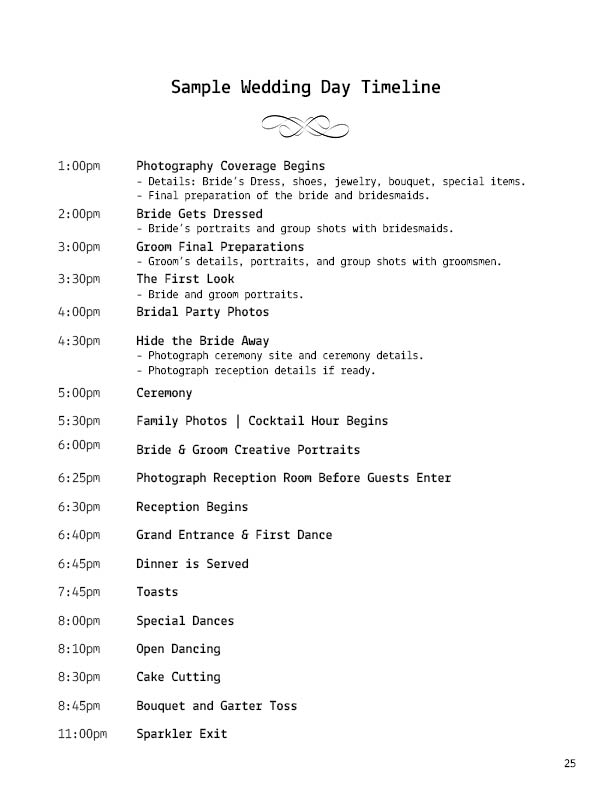 Sample Wedding Day Timeline
1:00pm Photography Coverage Begins
- Details: Bride's Dress, shoes, jewelry, bouquet, special items.
- Final preparation of the bride and bridesmaids.
2:00pm Bride Gets Dressed
- Bride's portraits and group shots with bridesmaids.
3:00pm Groom Final Preparations
- Groom's details, portraits, and group shots with groomsmen.
3:30pm The First Look
- Bride and groom portraits.
4:00pm Bridal Party Photos
4:30pm Hide the Bride Away
- Photograph ceremony site and ceremony details.
- Photograph reception details if ready.
5:00pm Ceremony
5:30pm Family Photos | Cocktail Hour Begins
6:00pm Bride & Groom Creative Portraits
6:25pm Photograph Reception Room Before Guests Enter
6:30pm Reception Begins
6:40pm Grand Entrance & First Dance
6:45pm Dinner is Served
7:45pm Toasts
8:00pm Special Dances
8:10pm Open Dancing
8:30pm Cake Cutting
8:45pm Bouquet and Garter Toss
11:00pm Sparkler Exit
25